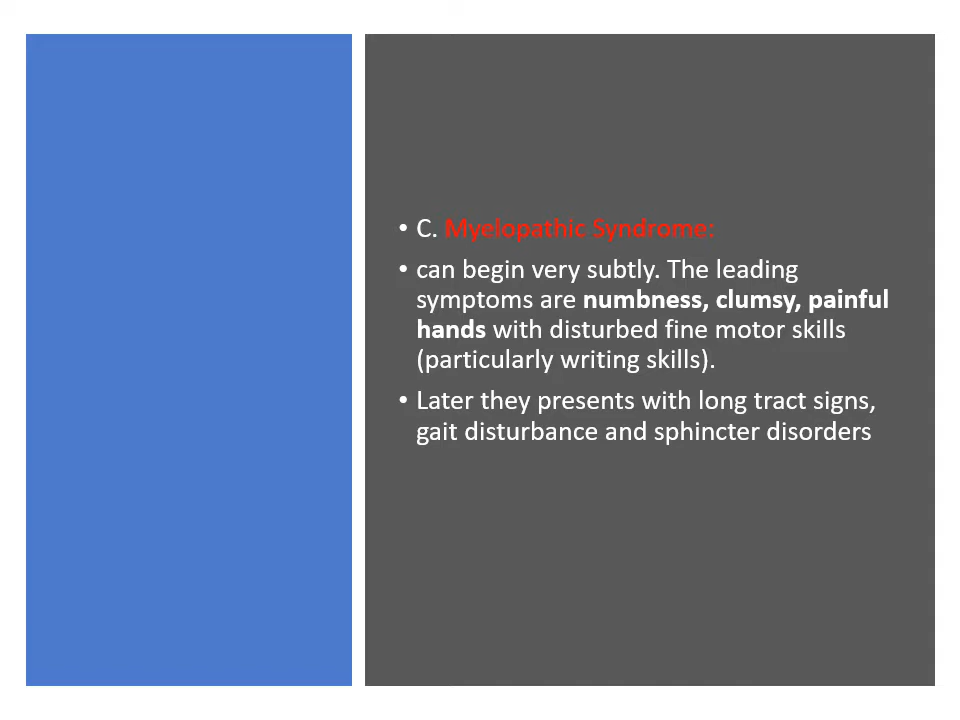 • C. Myelopathic Syndrome:
• can begin very subtly. The leading
symptoms are numbness, clumsy, painful
hands with disturbed fine motor skills
(particularly writing skills).
• Later they presents with long tract signs,
gait disturbance and sphincter disorders